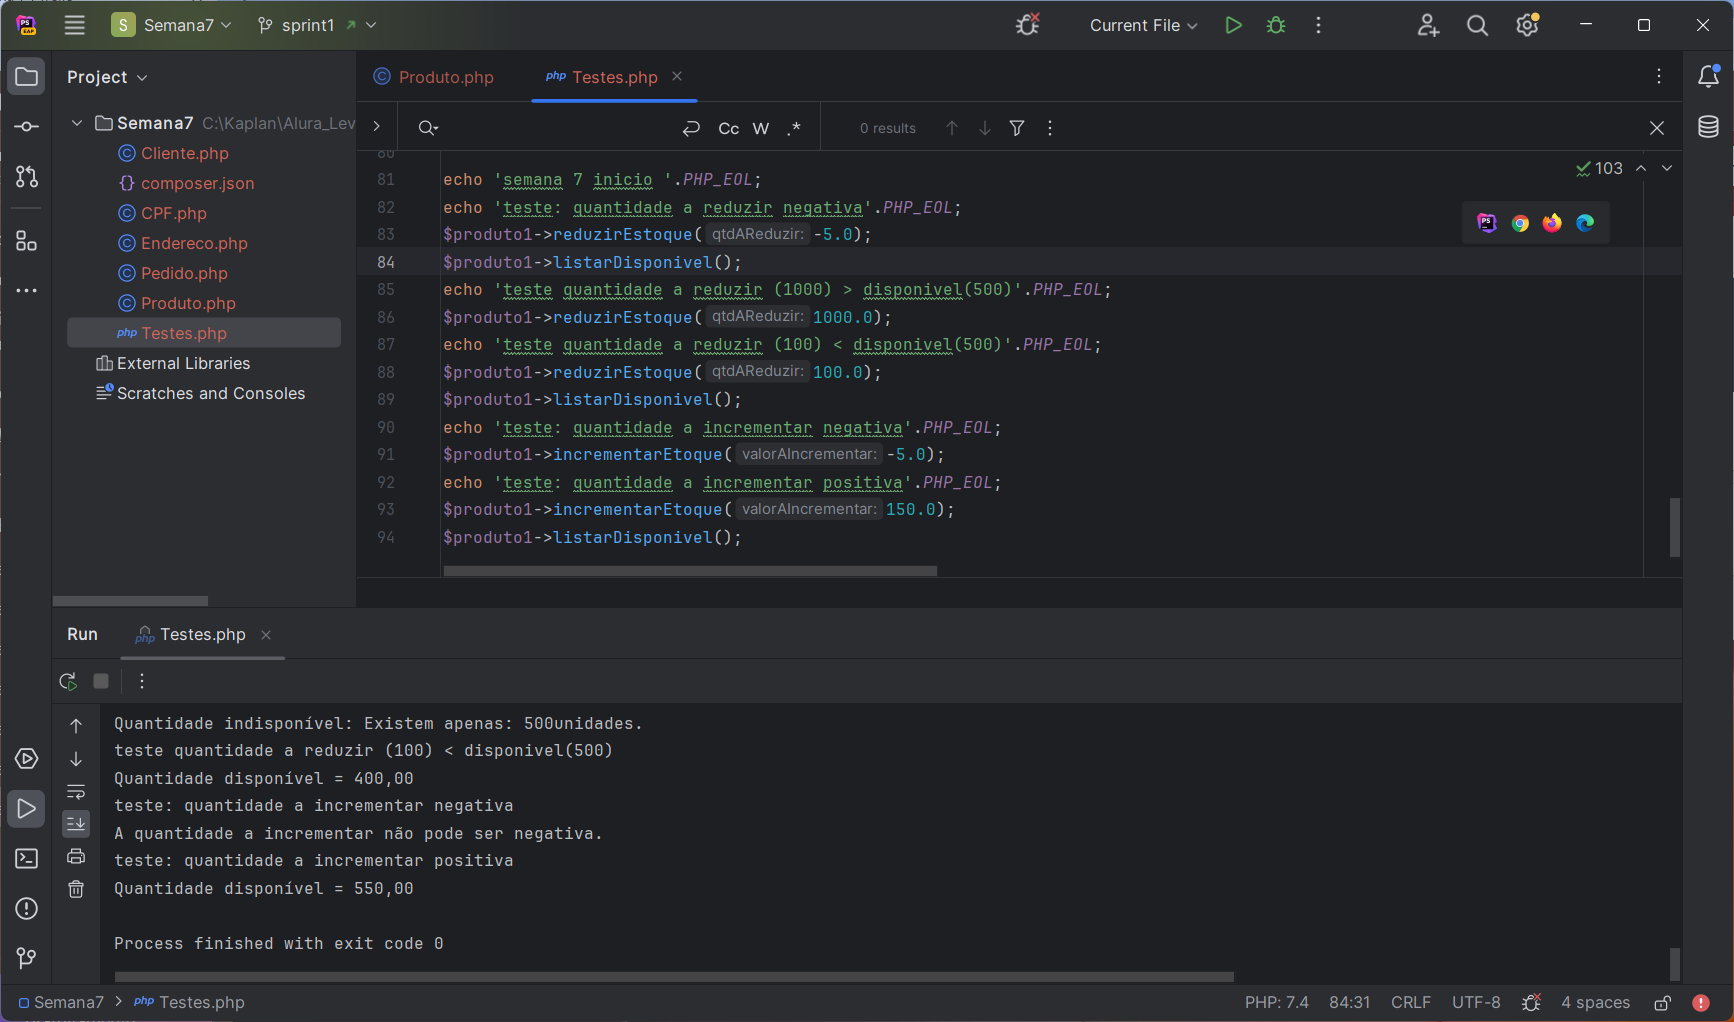 S Semana7 sprint1 Current File
Project
Semana7 C:\Kaplan\Alura_Lev
Cliente.php
composer.json
CPF.php
Endereco.php
Pedido.php
Produto.php
php Testes.php
External Libraries
Scratches and Consoles
Produto.php php Testes.php
Cc W .* 0 results
103
80
81 echo 'semana 7 inicio '.PHP_EOL;
82 echo 'teste: quantidade a reduzir negativa'.PHP_EOL;
83 $produto1->reduzirEstoque( qtdAReduzir: -5.0);
84 $produto1->listarDisponivel();
85 echo 'teste quantidade a reduzir (1000) > disponivel(500)'.PHP_EOL;
86 $produto1->reduzirEstoque( qtdAReduzir: 1000.0);
87 echo 'teste quantidade a reduzir (100) < disponivel(500)'.PHP_EOL;
88 $produto1->reduzirEstoque( qtdAReduzir: 100.0);
89 $produto1->listarDisponivel();
90 echo 'teste: quantidade a incrementar negativa'.PHP_EOL;
91 $produto1->incrementarEtoque( valorAIncrementar: -5.0);
92 echo 'teste: quantidade a incrementar positiva'.PHP_EOL;
93 $produto1->incrementarEtoque( valorAIncrementar: 150.0);
94 $produto1->listarDisponivel();
Run php Testes.php
Quantidade indisponível: Existem apenas: 500unidades.
teste quantidade a reduzir (100) < disponivel(500)
Quantidade disponível = 400,00
teste: quantidade a incrementar negativa
A quantidade a incrementar não pode ser negativa.
teste: quantidade a incrementar positiva
Quantidade disponível = 550,00
Process finished with exit code 0
Semana7 > php Testes.php PHP: 7.4 84:31 CRLF UTF-8 4 spaces